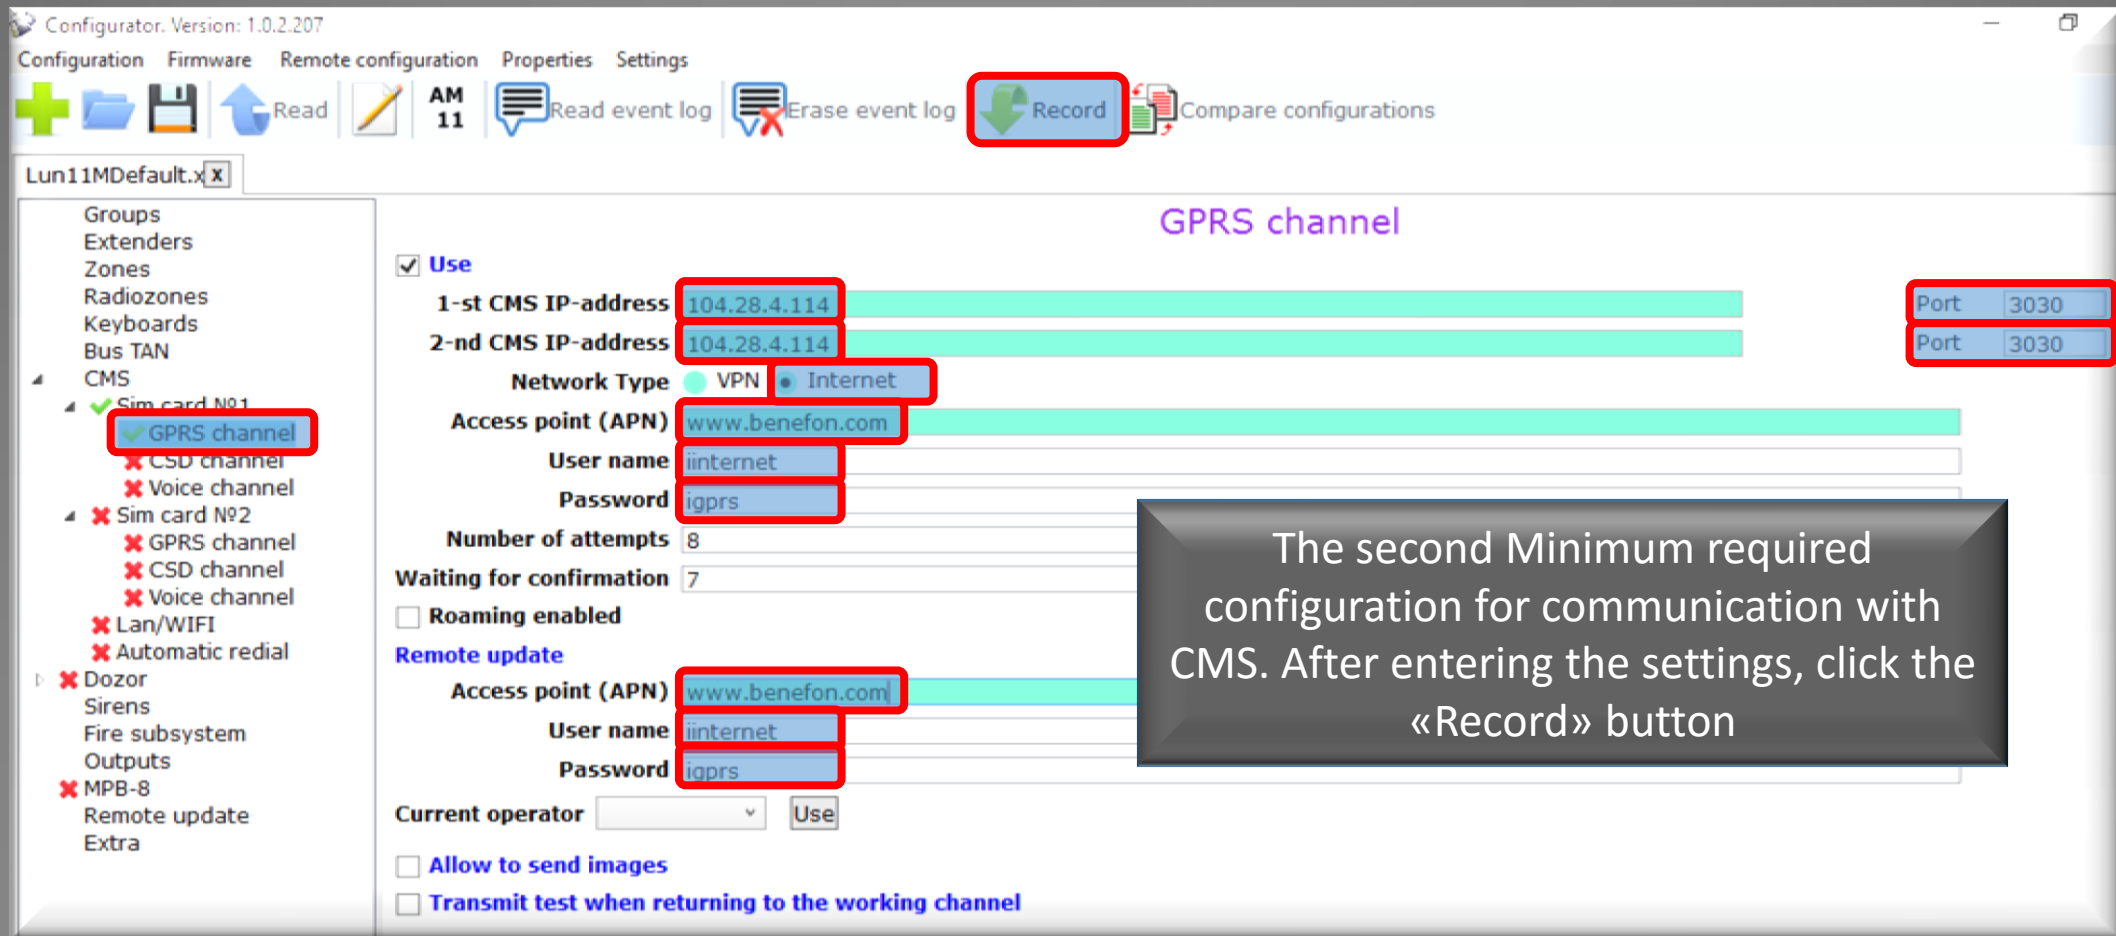 Configurator. Version: 1.0.2.207
Configuration Firmware Remote configuration Properties Settings
Read AM 11 Read event log Erase event log Record Compare configurations
Lun11MDefault.x x
Groups
Extenders
Zones
Radiozones
Keyboards
Bus TAN
CMS
Sim card №1
GPRS channel
CSD channel
Voice channel
Sim card №2
GPRS channel
CSD channel
Voice channel
Lan/WIFI
Automatic redial
Dozor
Sirens
Fire subsystem
Outputs
MPB-8
Remote update
Extra
GPRS channel
Use
1-st CMS IP-address 104.28.4.114 Port 3030
2-nd CMS IP-address 104.28.4.114 Port 3030
Network Type VPN Internet
Access point (APN) www.benefon.com
User name iinternet
Password igprs
Number of attempts 8
Waiting for confirmation 7
Roaming enabled
Remote update
Access point (APN) www.benefon.com
User name iinternet
Password igprs
Current operator Use
Allow to send images
Transmit test when returning to the working channel
The second Minimum required
configuration for communication with
CMS. After entering the settings, click the
«Record» button